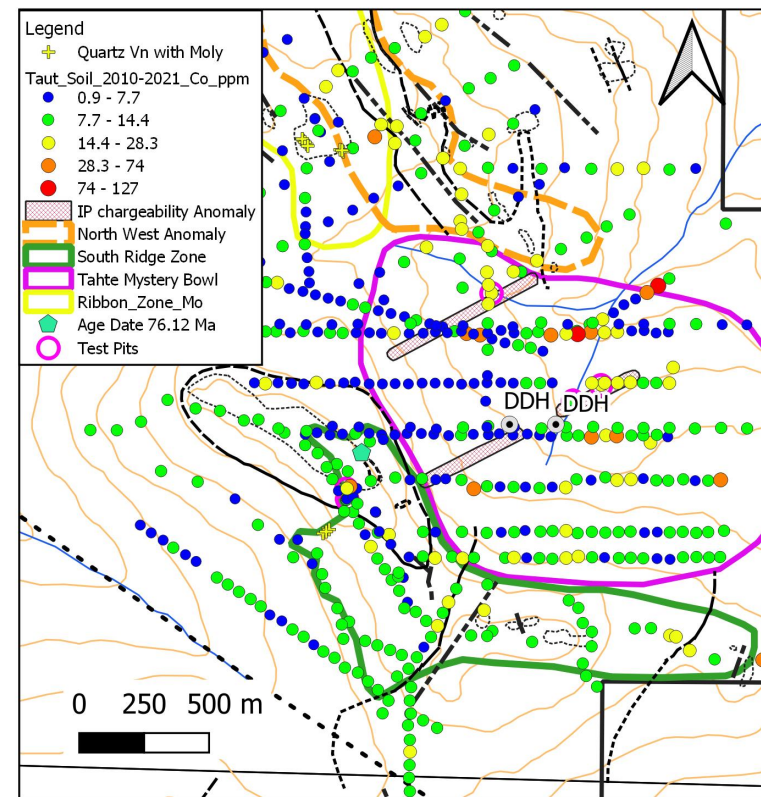 Legend
Quartz Vn with Moly
Taut_Soil_2010-2021_Co_ppm
0.9 - 7.7
7.7 - 14.4
14.4 - 28.3
28.3 - 74
74 - 127
IP chargeability Anomaly
North West Anomaly
South Ridge Zone
Tahte Mystery Bowl
Ribbon_Zone_Mo
Age Date 76.12 Ma
Test Pits
DDH DDH
0 250 500 m